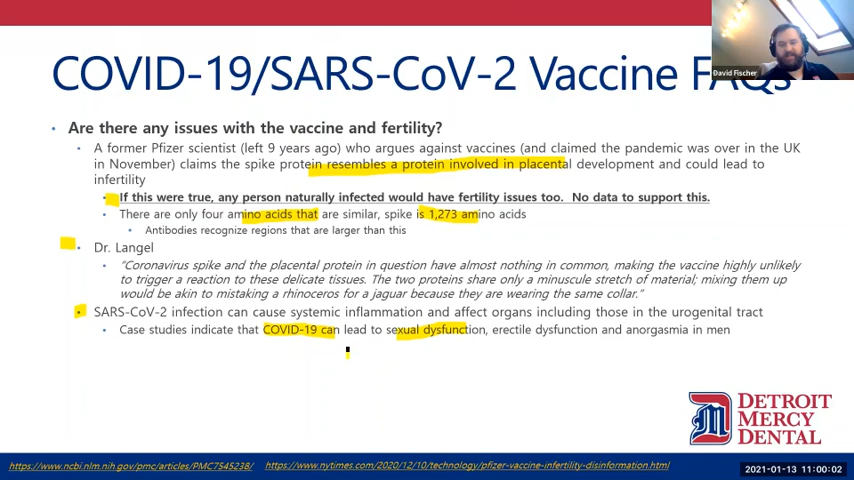 COVID-19/SARS-CoV-2 Vaccine FAQs
David Fischer
• Are there any issues with the vaccine and fertility?
• A former Pfizer scientist (left 9 years ago) who argues against vaccines (and claimed the pandemic was over in the UK
in November) claims the spike protein resembles a protein involved in placental development and could lead to
infertility
• If this were true, any person naturally infected would have fertility issues too. No data to support this.
• There are only four amino acids that are similar, spike is 1,273 amino acids
• Antibodies recognize regions that are larger than this
• Dr. Langel
• “Coronavirus spike and the placental protein in question have almost nothing in common, making the vaccine highly unlikely
to trigger a reaction to these delicate tissues. The two proteins share only a minuscule stretch of material; mixing them up
would be akin to mistaking a rhinoceros for a jaguar because they are wearing the same collar.”
• SARS-CoV-2 infection can cause systemic inflammation and affect organs including those in the urogenital tract
• Case studies indicate that COVID-19 can lead to sexual dysfunction, erectile dysfunction and anorgasmia in men
DETROIT
MERCY
DENTAL
https://www.ncbi.nlm.nih.gov/pmc/articles/PMC7545238/ https://www.nytimes.com/2020/12/10/technology/pfizer-vaccine-infertility-disinformation.html
2021-01-13 11:00:02